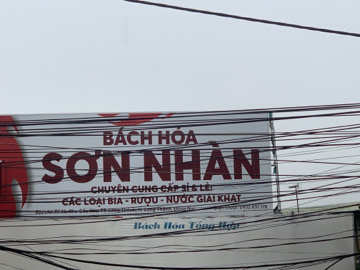 BÁCH HÓA
SƠN NHÀN
CHUYÊN CUNG CẤP SỈ & LẺ:
CÁC LOẠI BIA - RƯỢU - NƯỚC GIẢI KHÁT
Bách Hóa Tổng Hợp